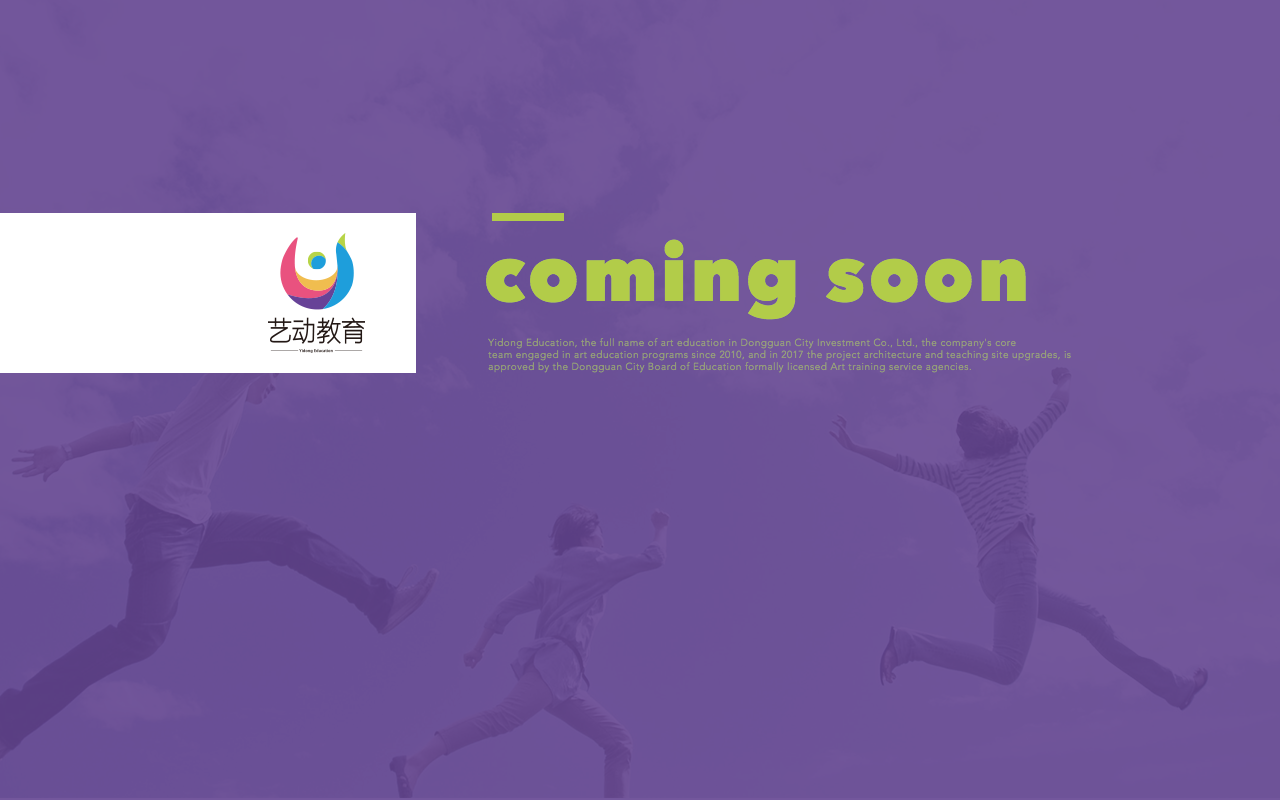 艺动教育
Yidong Education
coming soon
Yidong Education, the full name of art education in Dongguan City Investment Co., Ltd., the company's core
team engaged in art education programs since 2010, and in 2017 the project architecture and teaching site upgrades, is
approved by the Dongguan City Board of Education formally licensed Art training service agencies.